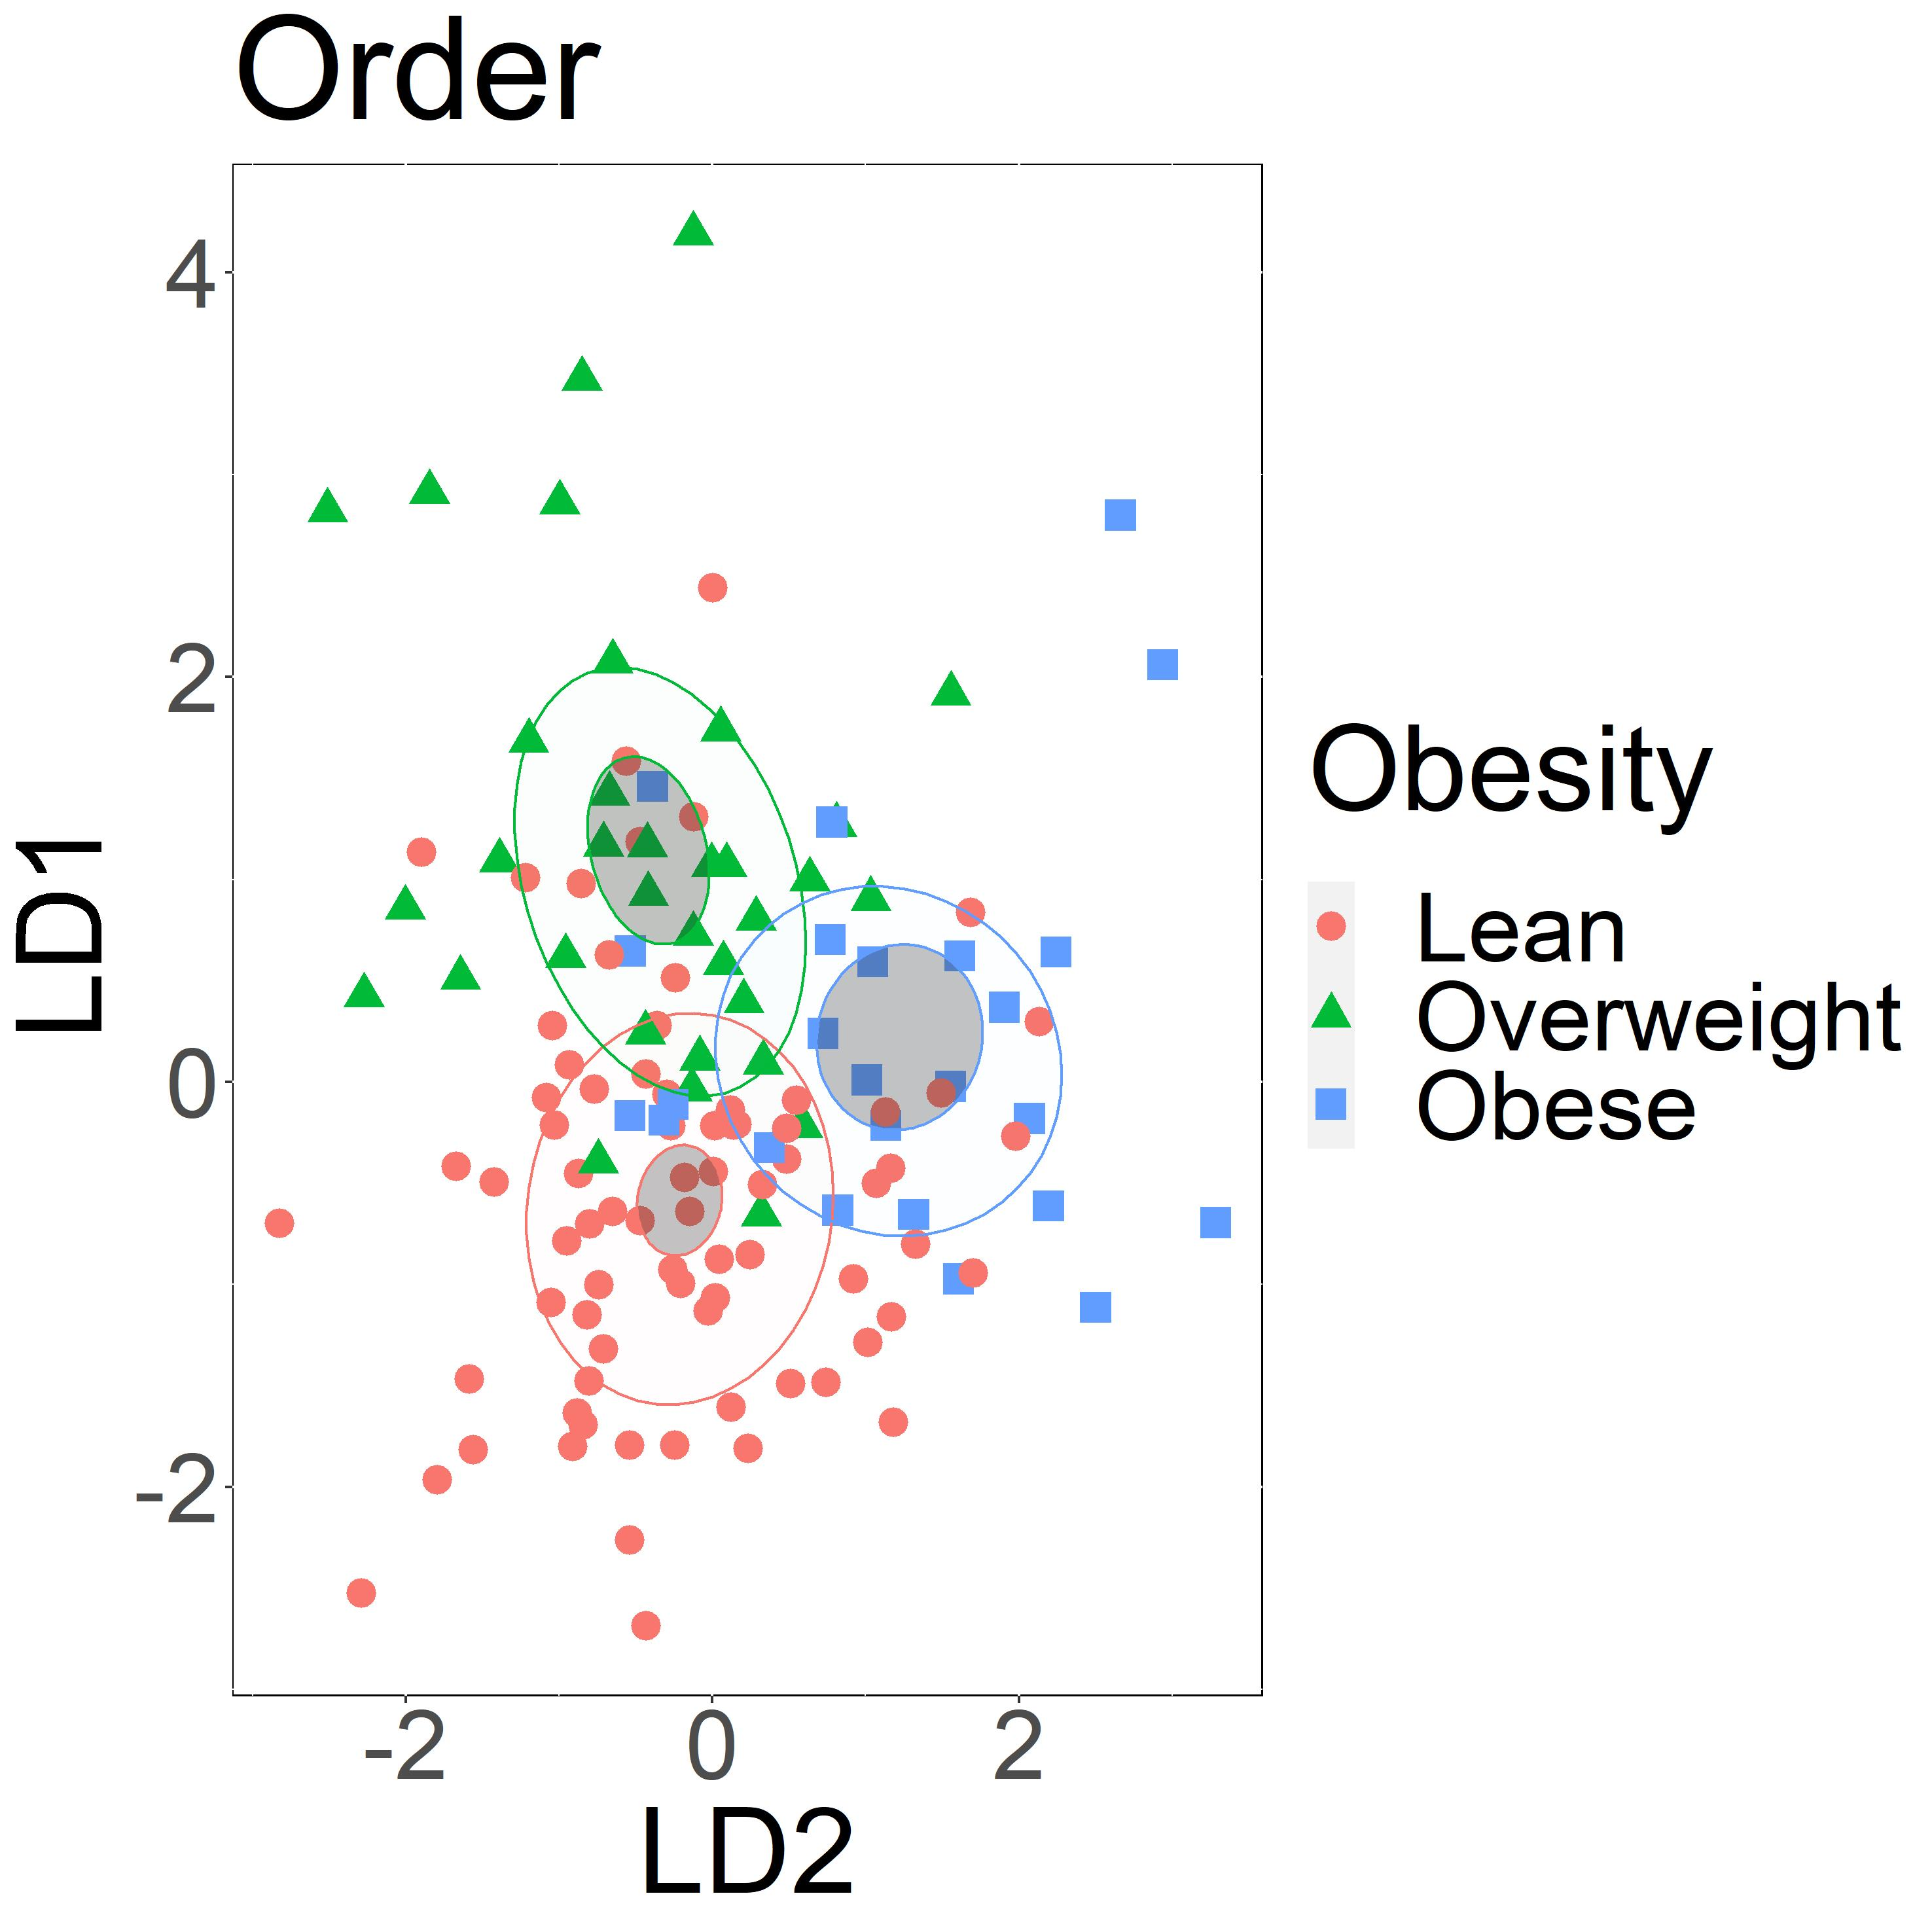 Order
4
2
0
-2
LD1
-2
0
2
LD2
Obesity
Lean
Overweight
Obese